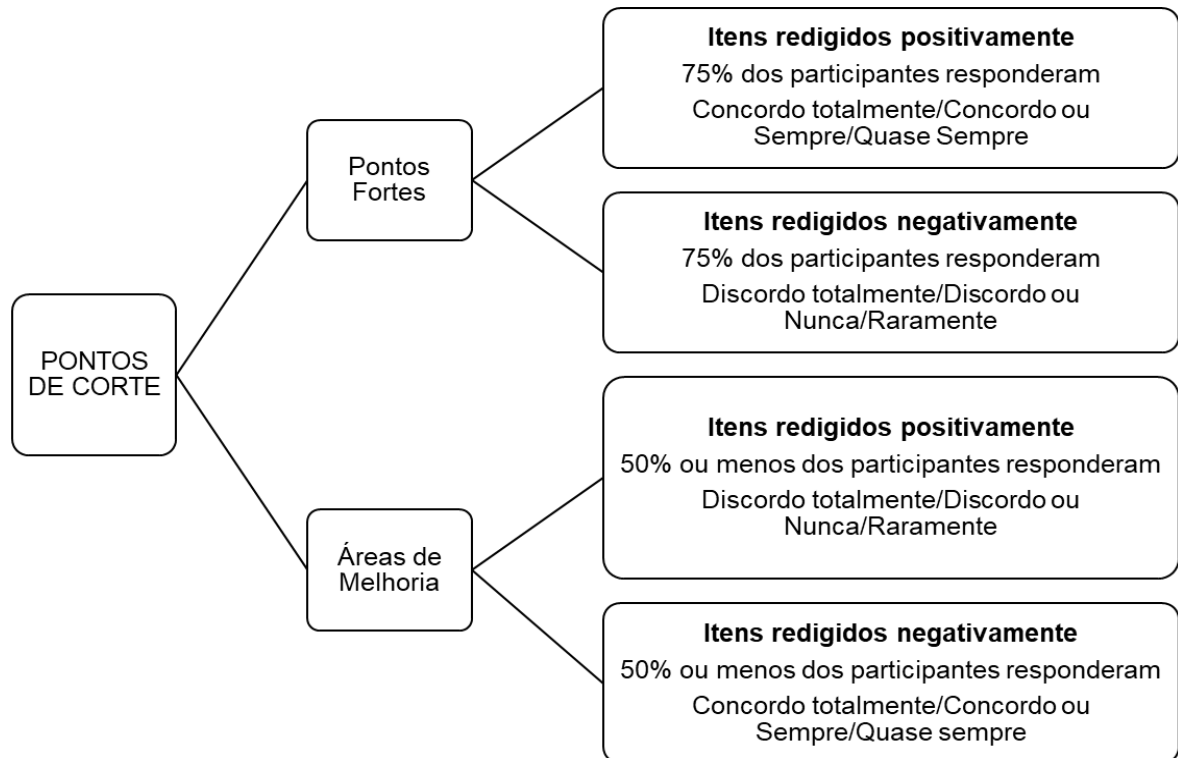 PONTOS
DE CORTE
Pontos
Fortes
Itens redigidos positivamente
75% dos participantes responderam
Concordo totalmente/Concordo ou
Sempre/Quase Sempre
Itens redigidos negativamente
75% dos participantes responderam
Discordo totalmente/Discordo ou
Nunca/Raramente
Áreas de
Melhoria
Itens redigidos positivamente
50% ou menos dos participantes responderam
Discordo totalmente/Discordo ou
Nunca/Raramente
Itens redigidos negativamente
50% ou menos dos participantes responderam
Concordo totalmente/Concordo ou
Sempre/Quase sempre